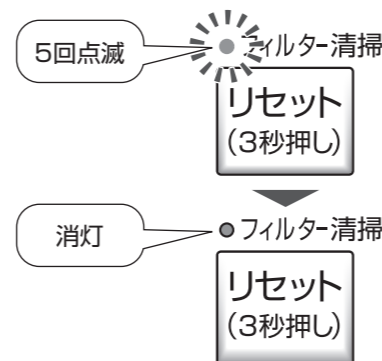 5回点滅
フィルター清掃
リセット
(3秒押し)
消灯
フィルター清掃
リセット
(3秒押し)